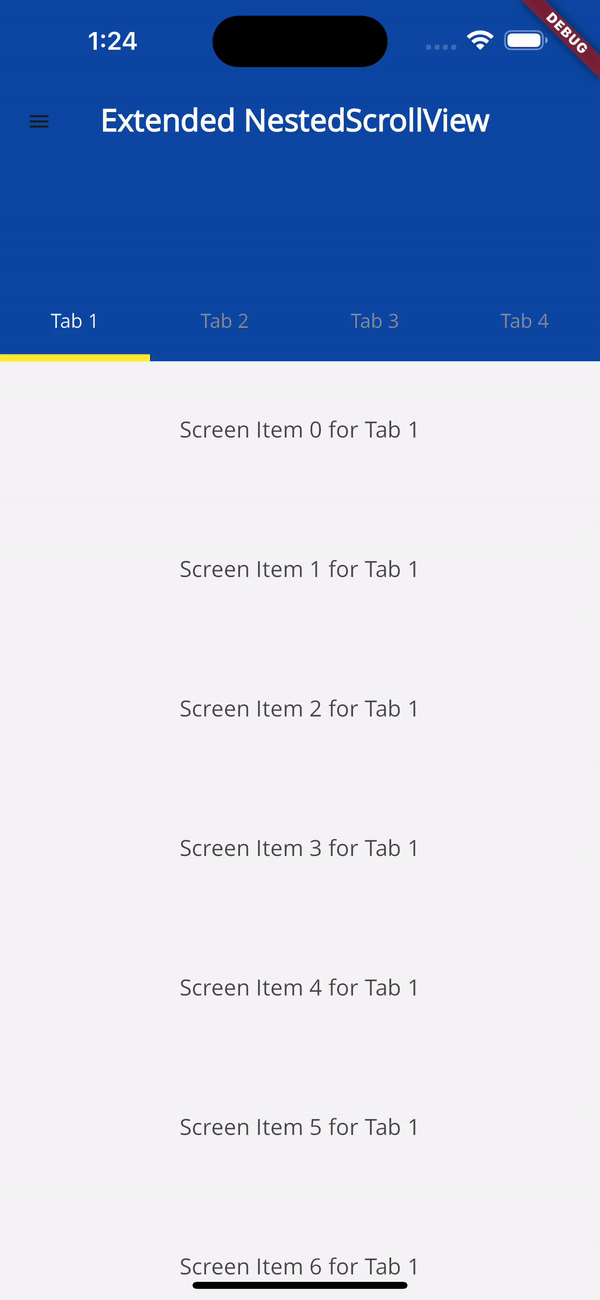 1:24
DEBUG
Extended NestedScrollView
Tab 1 Tab 2 Tab 3 Tab 4
Screen Item 0 for Tab 1
Screen Item 1 for Tab 1
Screen Item 2 for Tab 1
Screen Item 3 for Tab 1
Screen Item 4 for Tab 1
Screen Item 5 for Tab 1
Screen Item 6 for Tab 1